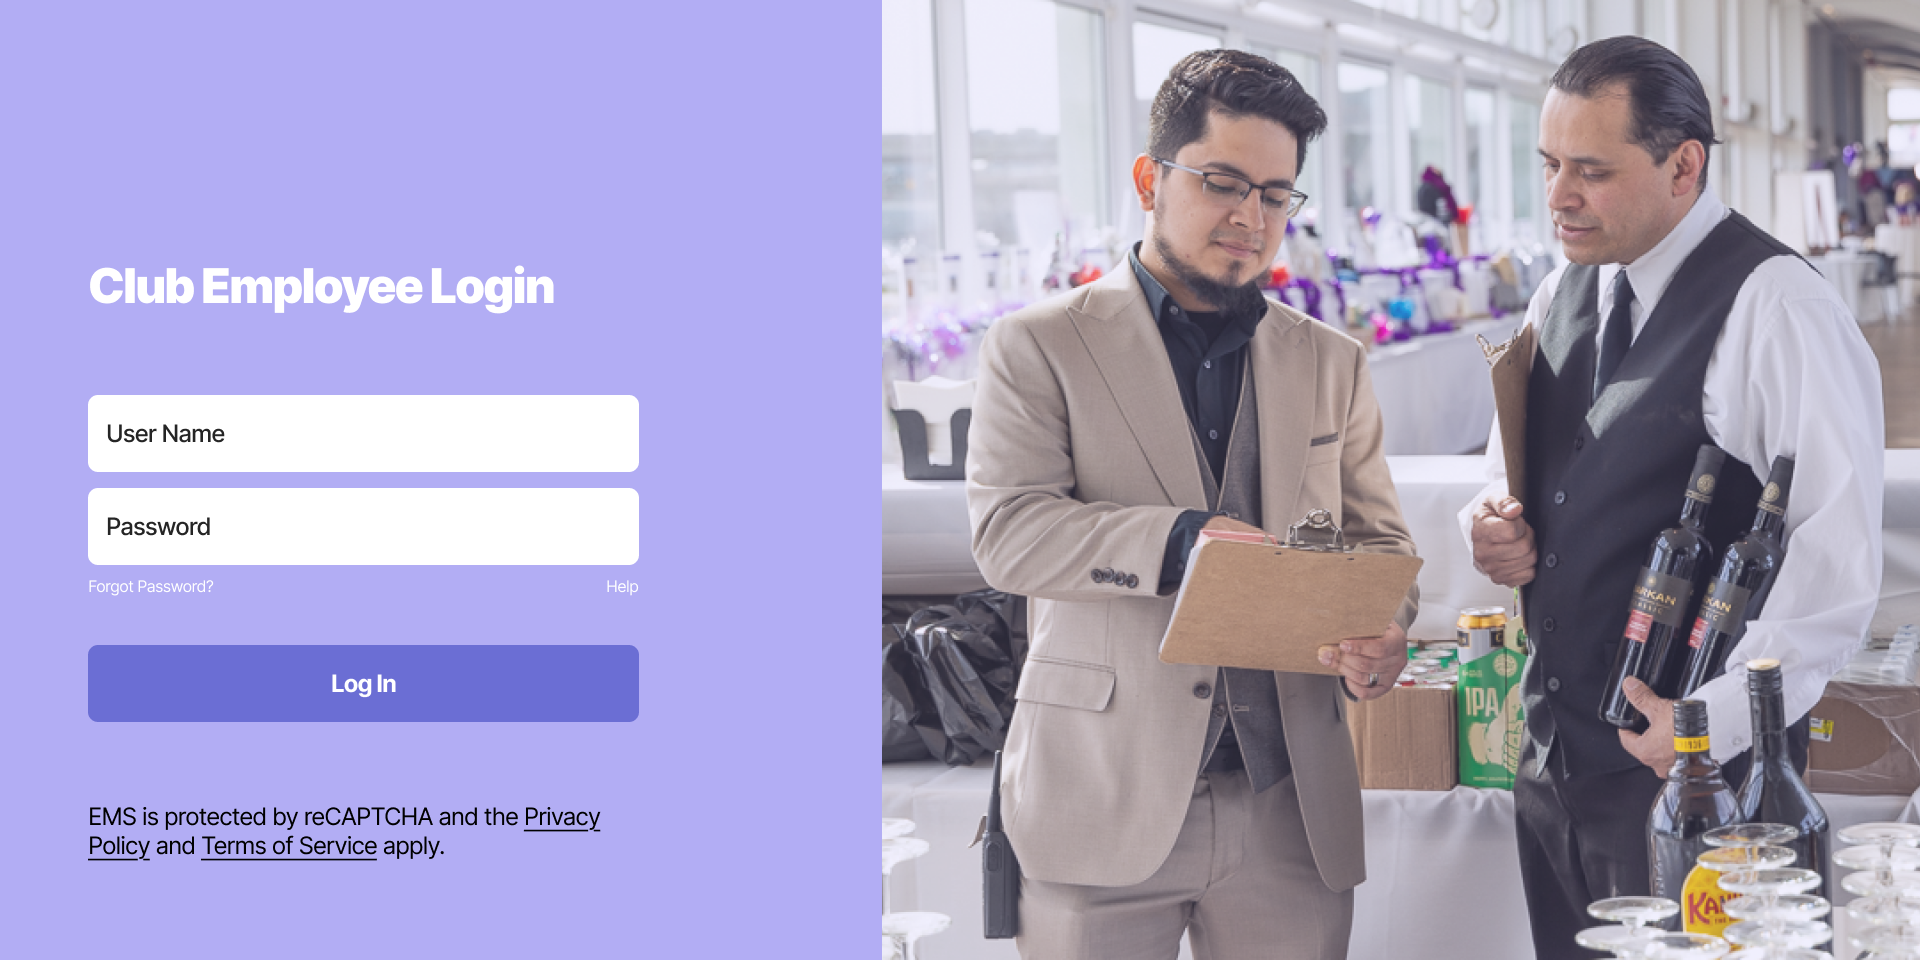 Club Employee Login
User Name
Password
Forgot Password?
Help
Log In
EMS is protected by reCAPTCHA and the Privacy
Policy and Terms of Service apply.
IPA